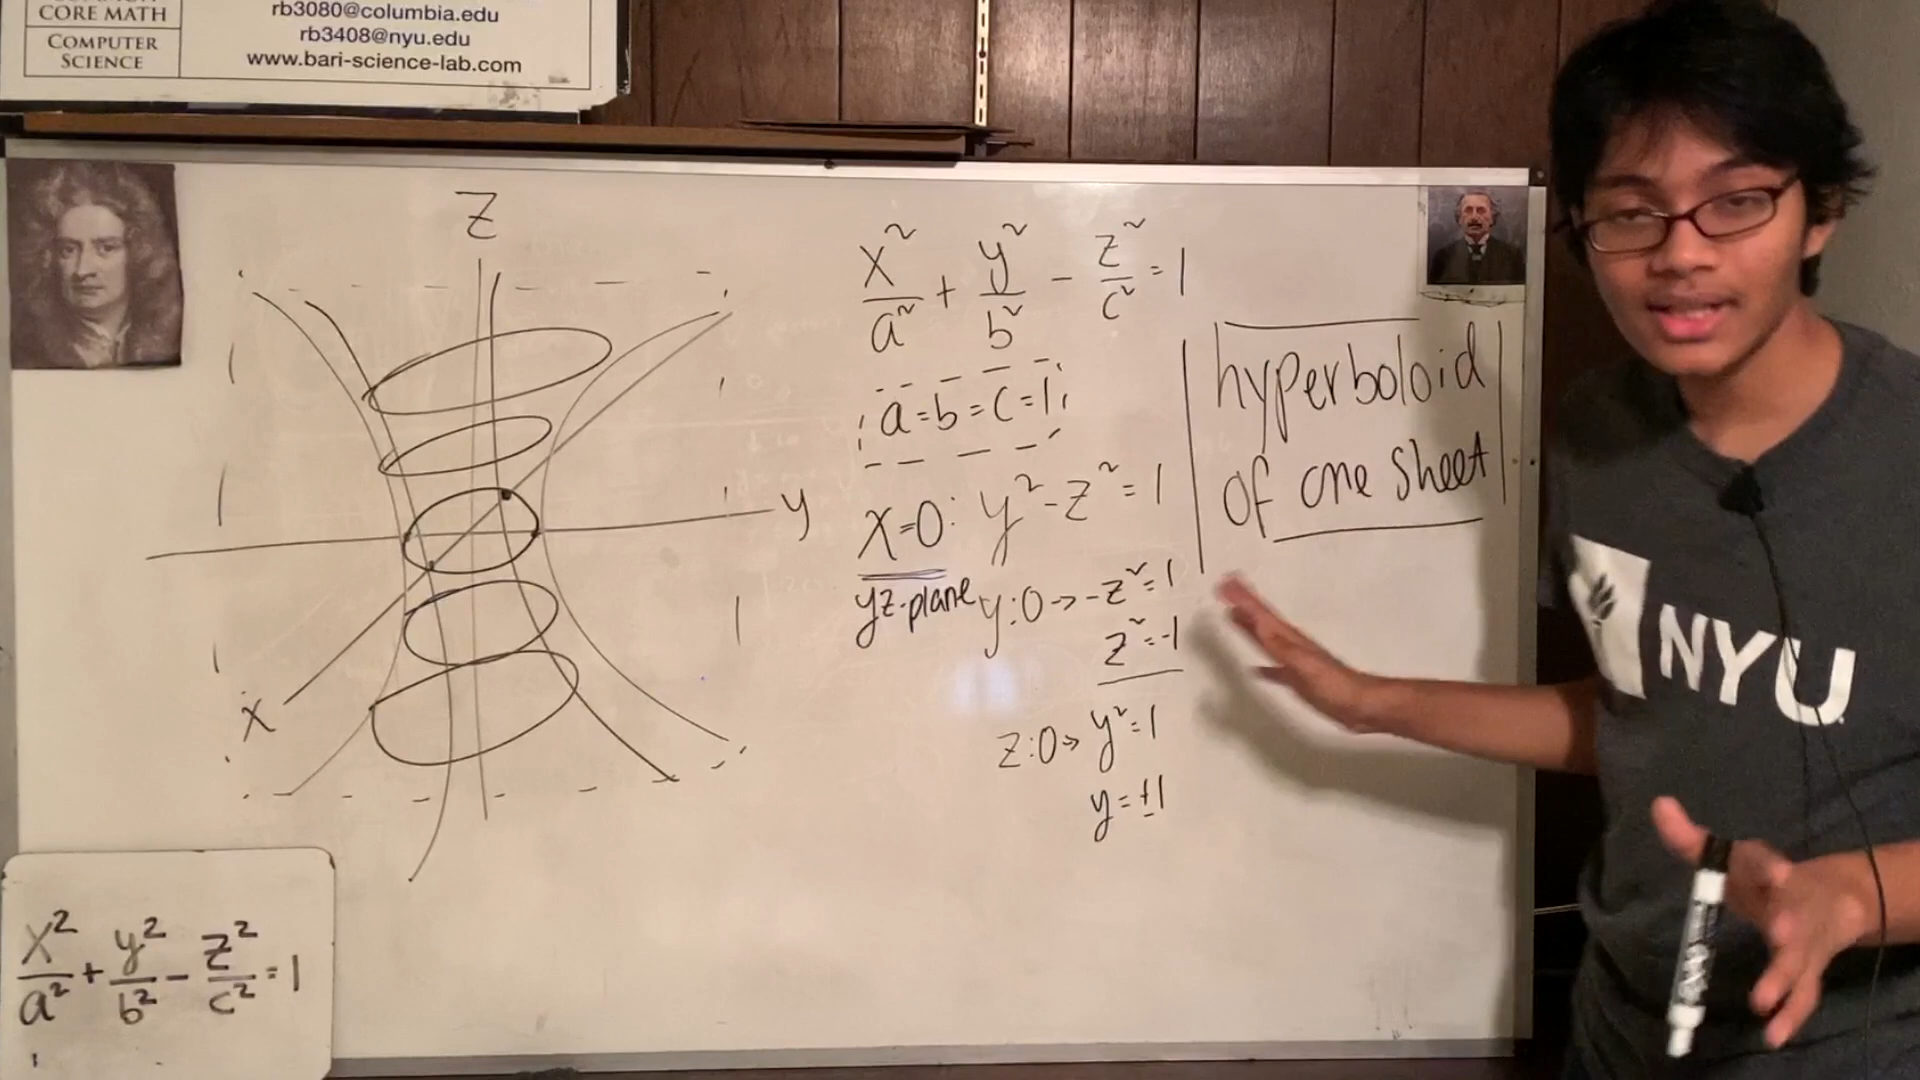 CORE MATH
COMPUTER
SCIENCE
rb3080@columbia.edu
rb3408@nyu.edu
www.bari-science-lab.com
Z
y
x
x²/a² + y²/b² - z²/c² = 1
a=b=c=1
x=0: y²-z²=1
yz-plane
y:0→ -z²=1
z²=-1
z:0→ y²=1
y=±1
hyperboloid
of one sheet
x²/a² + y²/b² - z²/c² = 1
NYU